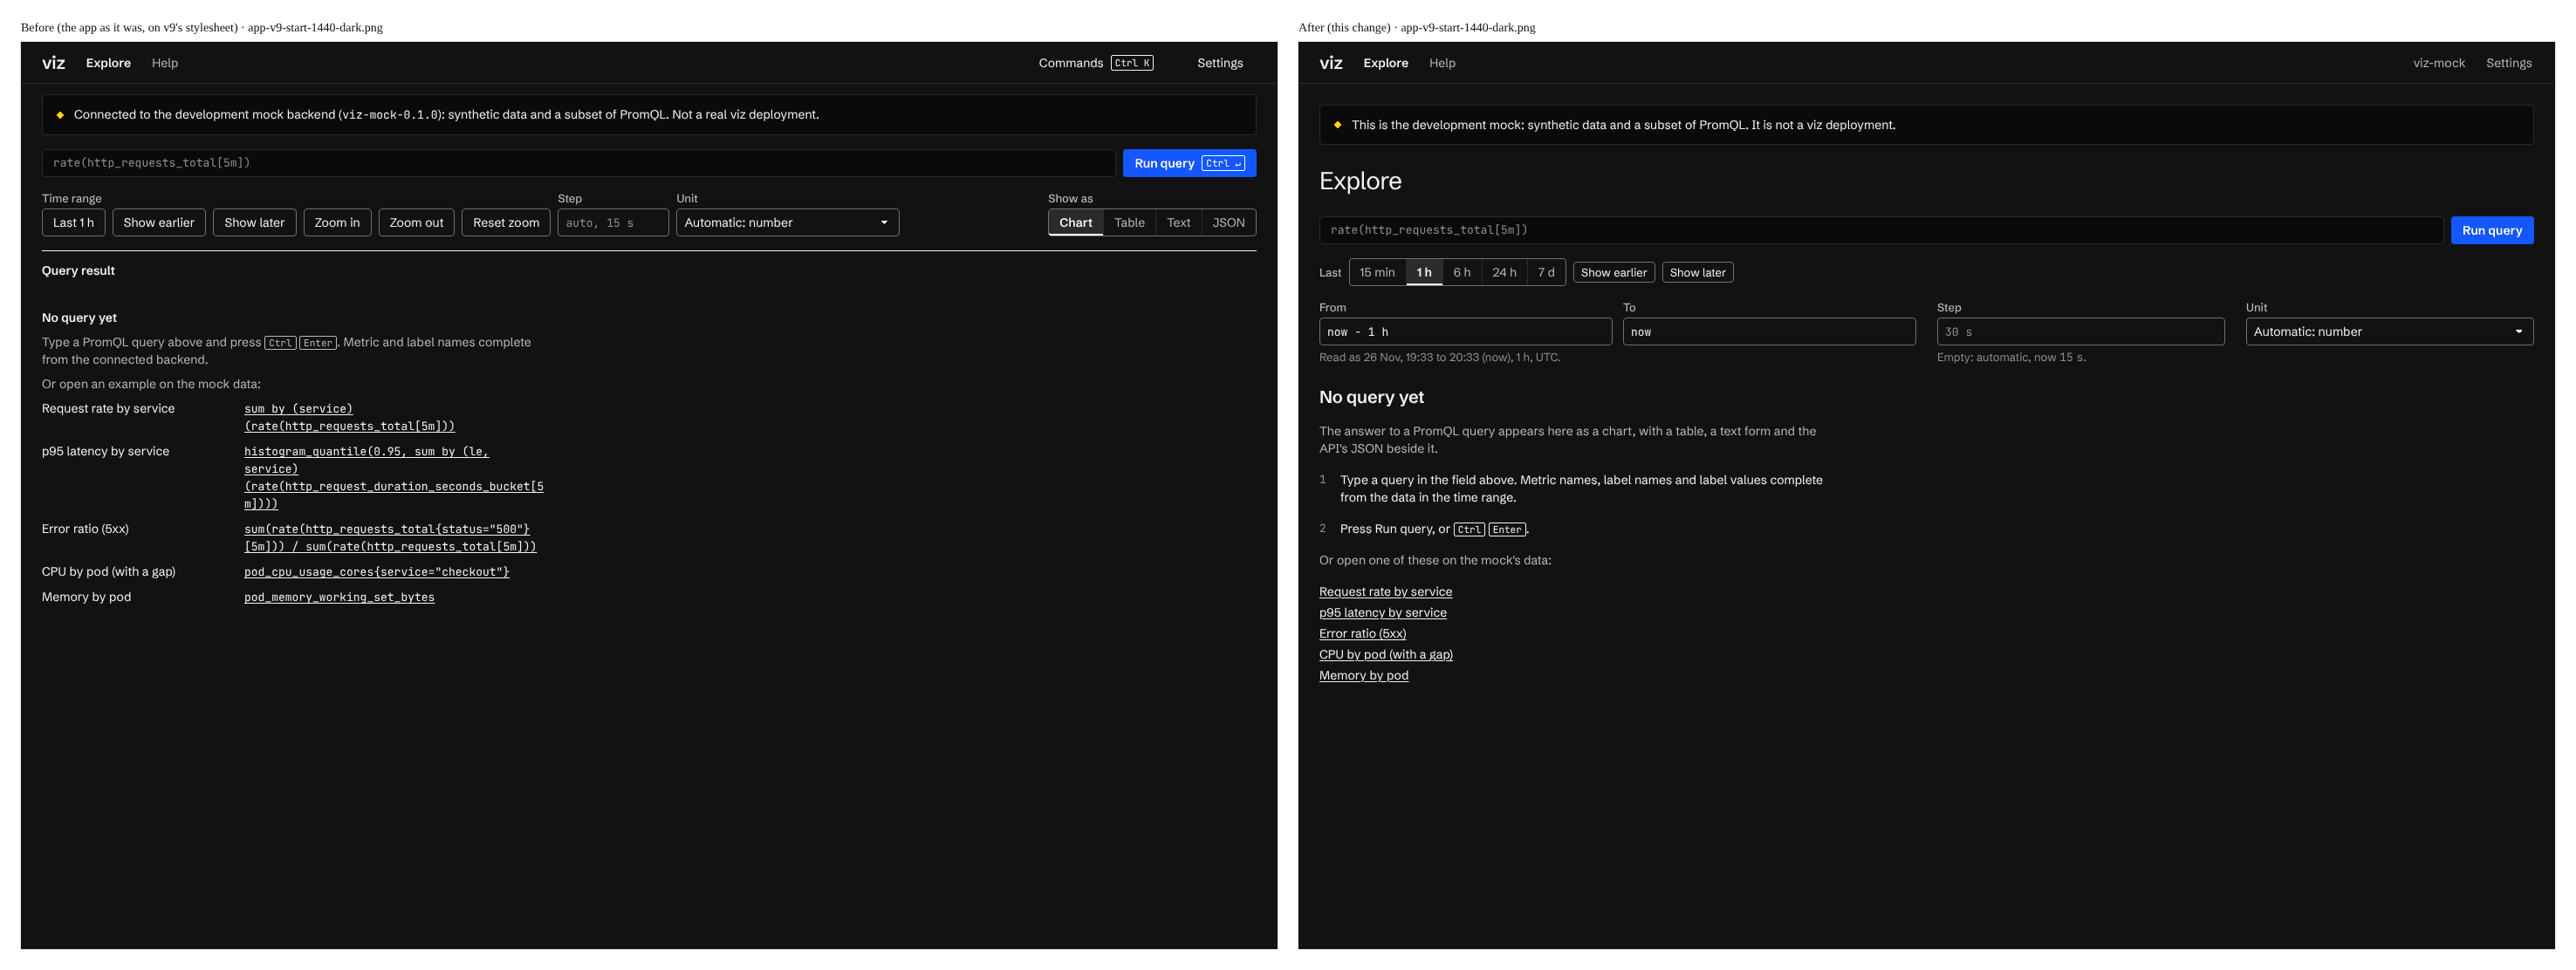 Before (the app as it was, on v9's stylesheet) · app-v9-start-1440-dark.png
viz Explore Help Commands Ctrl K Settings
Connected to the development mock backend (viz-mock-0.1.0): synthetic data and a subset of PromQL. Not a real viz deployment.
rate(http_requests_total[5m]) Run query Ctrl ↵
Time range Step Unit Show as
Last 1 h Show earlier Show later Zoom in Zoom out Reset zoom auto, 15 s Automatic: number Chart Table Text JSON
Query result
No query yet
Type a PromQL query above and press Ctrl Enter. Metric and label names complete
from the connected backend.
Or open an example on the mock data:
Request rate by service sum by (service)
(rate(http_requests_total[5m]))
p95 latency by service histogram_quantile(0.95, sum by (le,
service)
(rate(http_request_duration_seconds_bucket[5
m])))
Error ratio (5xx) sum(rate(http_requests_total{status="500"}
[5m])) / sum(rate(http_requests_total[5m]))
CPU by pod (with a gap) pod_cpu_usage_cores{service="checkout"}
Memory by pod pod_memory_working_set_bytes
After (this change) · app-v9-start-1440-dark.png
viz Explore Help viz-mock Settings
This is the development mock: synthetic data and a subset of PromQL. It is not a viz deployment.
Explore
rate(http_requests_total[5m]) Run query
Last 15 min 1 h 6 h 24 h 7 d Show earlier Show later
From To Step Unit
now - 1 h now 30 s Automatic: number
Read as 26 Nov, 19:33 to 20:33 (now), 1 h, UTC. Empty: automatic, now 15 s.
No query yet
The answer to a PromQL query appears here as a chart, with a table, a text form and the
API's JSON beside it.
1 Type a query in the field above. Metric names, label names and label values complete
from the data in the time range.
2 Press Run query, or Ctrl Enter.
Or open one of these on the mock's data:
Request rate by service
p95 latency by service
Error ratio (5xx)
CPU by pod (with a gap)
Memory by pod